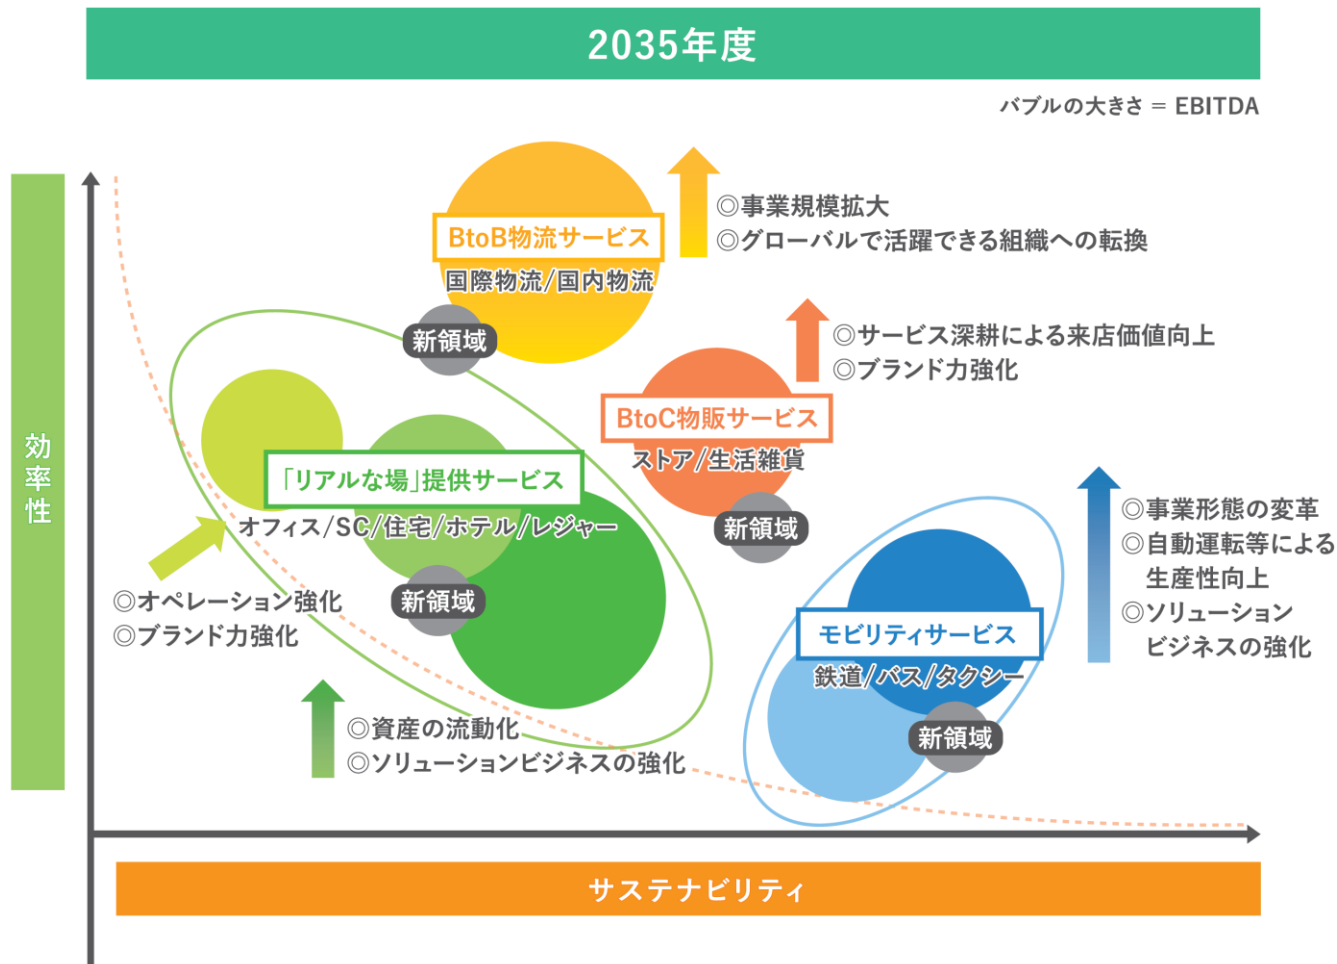 2035年度
バブルの大きさ = EBITDA
効率性
BtoB物流サービス
国際物流/国内物流
◎事業規模拡大
◎グローバルで活躍できる組織への転換
新領域
BtoC物販サービス
ストア/生活雑貨
◎サービス深耕による来店価値向上
◎ブランド力強化
新領域
「リアルな場」提供サービス
オフィス/SC/住宅/ホテル/レジャー
新領域
◎オペレーション強化
◎ブランド力強化
◎資産の流動化
◎ソリューションビジネスの強化
モビリティサービス
鉄道/バス/タクシー
新領域
◎事業形態の変革
◎自動運転等による
生産性向上
◎ソリューション
ビジネスの強化
サステナビリティ